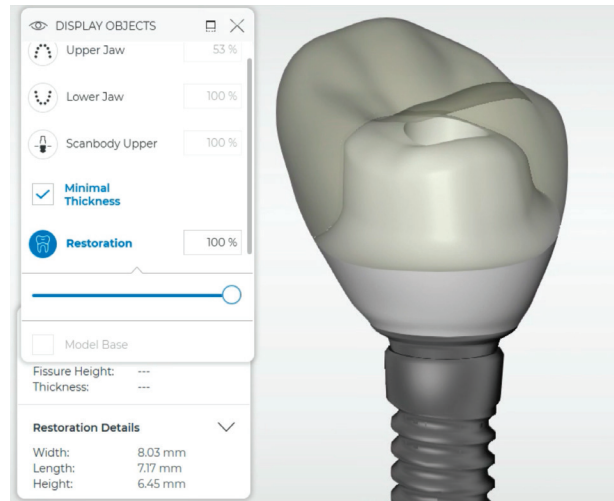 DISPLAY OBJECTS
Upper Jaw 53 %
Lower Jaw 100 %
Scanbody Upper 100 %
Minimal
Thickness
Restoration 100 %
Model Base
Fissure Height: ---
Thickness: ---
Restoration Details
Width: 8.03 mm
Length: 7.17 mm
Height: 6.45 mm